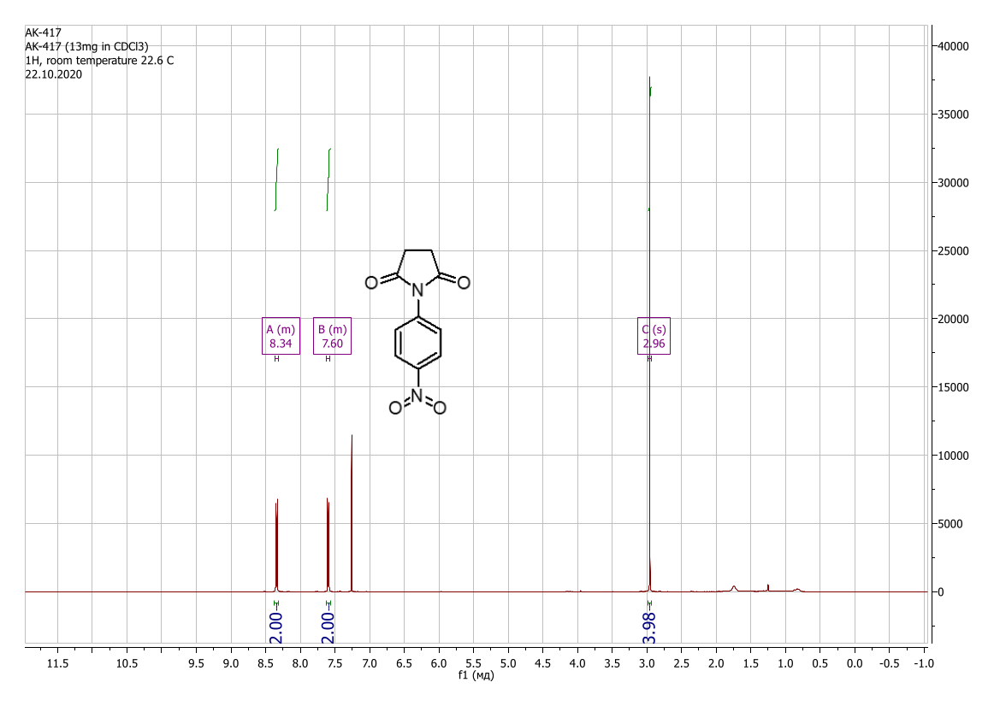 AK-417
AK-417 (13mg in CDCl3)
1H, room temperature 22.6 C
22.10.2020
40000
35000
30000
25000
20000
15000
10000
5000
0
O
O
N
N
O
O
A (m)
8.34
B (m)
7.60
C (s)
2.96
2.00
2.00
3.98
11.5 10.5 9.5 9.0 8.5 8.0 7.5 7.0 6.5 6.0 5.5 5.0 4.5 4.0 3.5 3.0 2.5 2.0 1.5 1.0 0.5 0.0 -0.5 -1.0
f1 (мд)